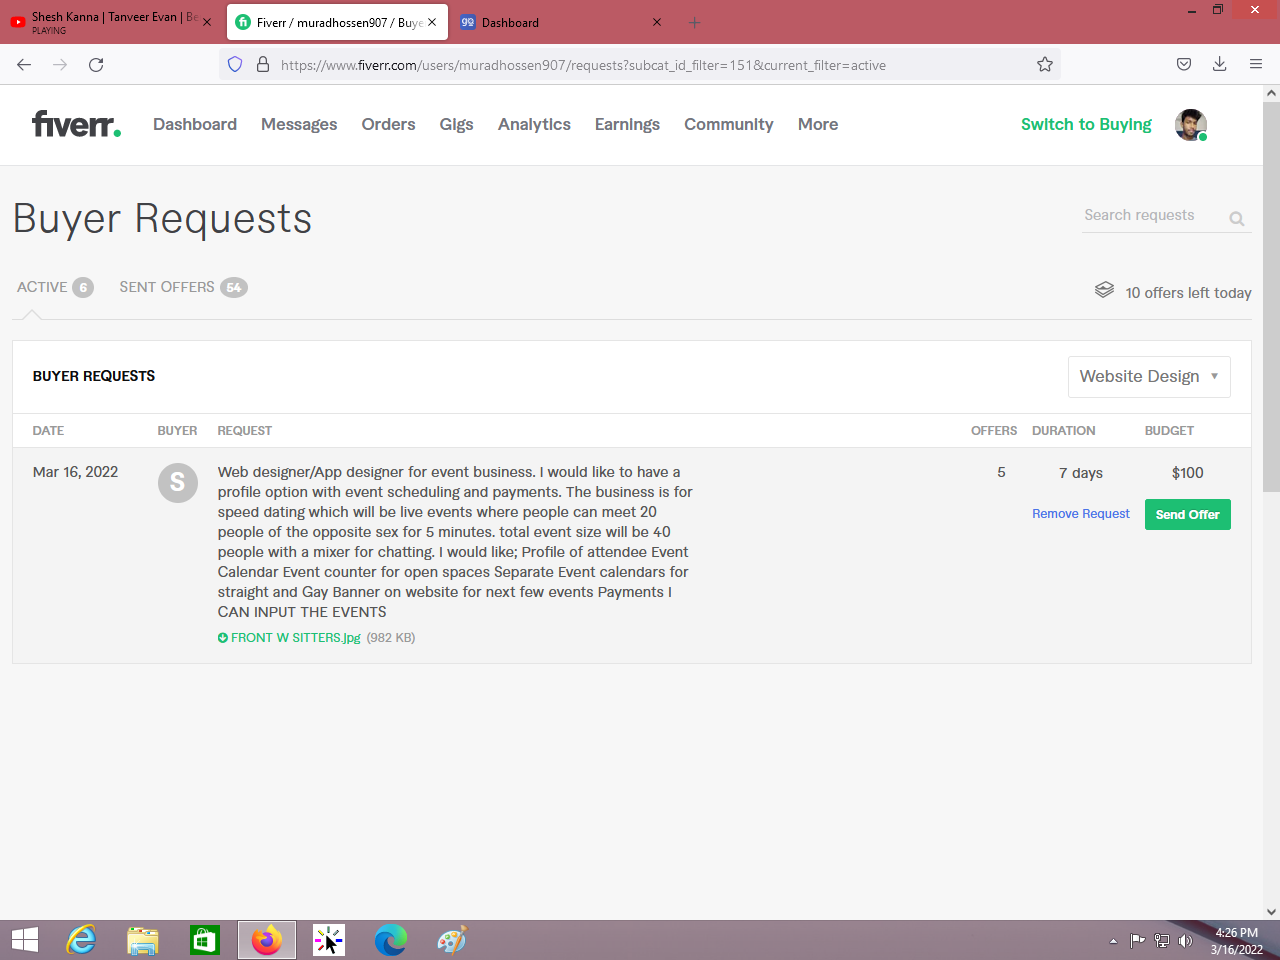 Shesh Kanna | Tanveer Evan | Be
PLAYING
Fiverr / muradhossen907 / Buye
Dashboard
https://www.fiverr.com/users/muradhossen907/requests?subcat_id_filter=151&current_filter=active
fiverr.
Dashboard Messages Orders Gigs Analytics Earnings Community More Switch to Buying
Buyer Requests
Search requests
ACTIVE 6 SENT OFFERS 54
10 offers left today
BUYER REQUESTS
Website Design
DATE BUYER REQUEST OFFERS DURATION BUDGET
Mar 16, 2022
S
Web designer/App designer for event business. I would like to have a
profile option with event scheduling and payments. The business is for
speed dating which will be live events where people can meet 20
people of the opposite sex for 5 minutes. total event size will be 40
people with a mixer for chatting. I would like; Profile of attendee Event
Calendar Event counter for open spaces Separate Event calendars for
straight and Gay Banner on website for next few events Payments I
CAN INPUT THE EVENTS
FRONT W SITTERS.jpg (982 KB)
5
7 days
$100
Remove Request
Send Offer
4:26 PM
3/16/2022